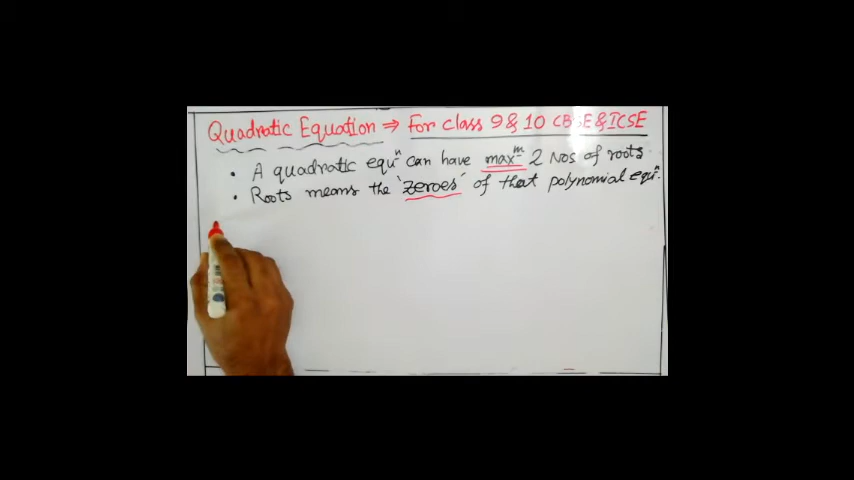 Quadratic Equation ⇒ For class 9 & 10 CBSE & ICSE
• A quadratic equⁿ can have maxᵐ 2 Nos of roots.
• Roots means the 'zeroes' of that polynomial equⁿ.